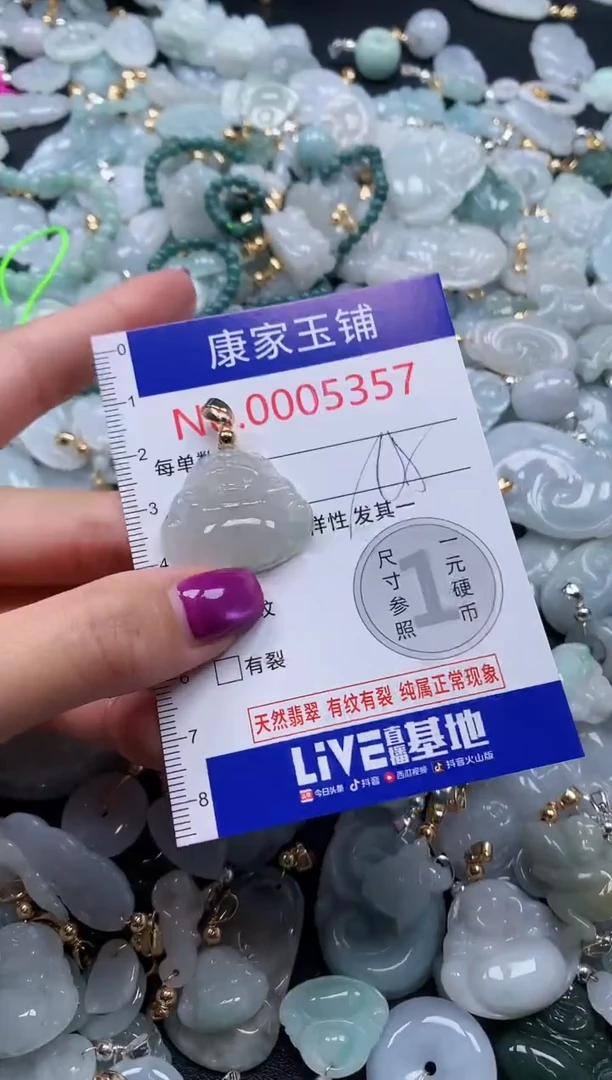 康家玉铺
0005357
每单
样性 发其一
尺寸参照
1
一元硬币
有裂
天然翡翠 有纹有裂 纯属正常现象
LiVE直播基地
今日头条 抖音 西瓜视频 抖音火山版
0
1
2
3
4
6
7
8